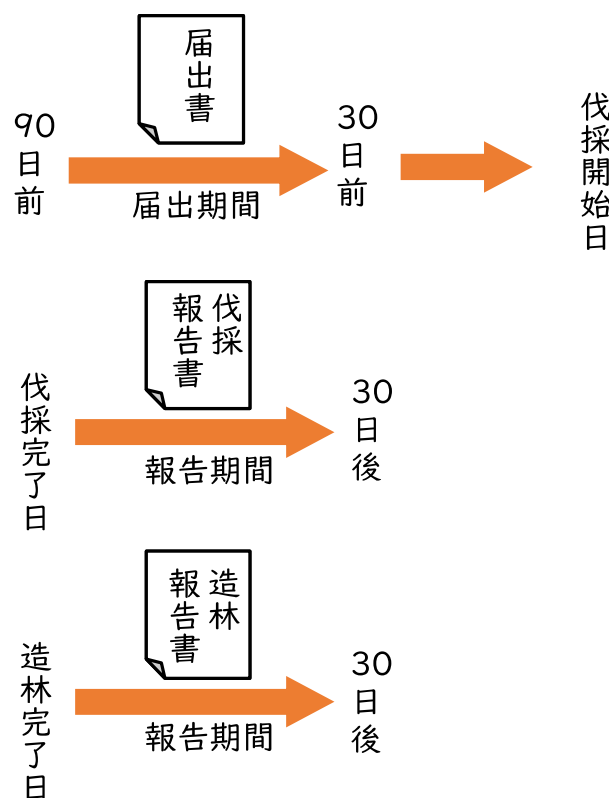 届出書
90日前
届出期間
30日前
伐採開始日
伐採
報告書
伐採完了日
報告期間
30日後
造林
報告書
造林完了日
報告期間
30日後